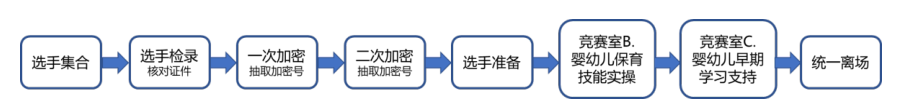 选手集合
选手检录
核对证件
一次加密
抽取加密号
二次加密
抽取加密号
选手准备
竞赛室B.
婴幼儿保育
技能实操
竞赛室C.
婴幼儿早期
学习支持
统一离场